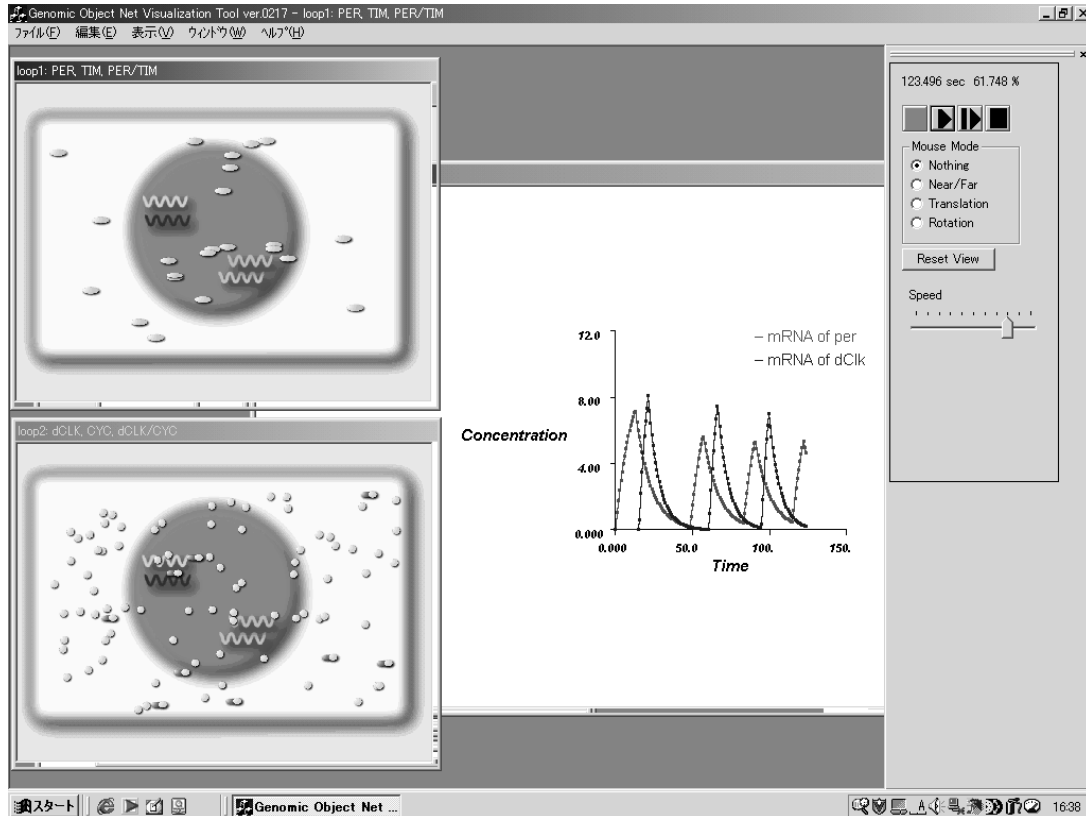 Genomic Object Net Visualization Tool ver.0217 - loop1: PER, TIM, PER/TIM
ファイル(F) 編集(E) 表示(V) ウィンドウ(W) ヘルプ(H)
loop1: PER, TIM, PER/TIM
123.496 sec 61.748 %
Mouse Mode
Nothing
Near/Far
Translation
Rotation
Reset View
Speed
12.0
8.00
4.00
0.000
Concentration
mRNA of per
mRNA of dClk
0.000 50.0 100. 150.
Time
loop2: dCLK, CYC, dCLK/CYC
スタート
Genomic Object Net ...
A
16:38